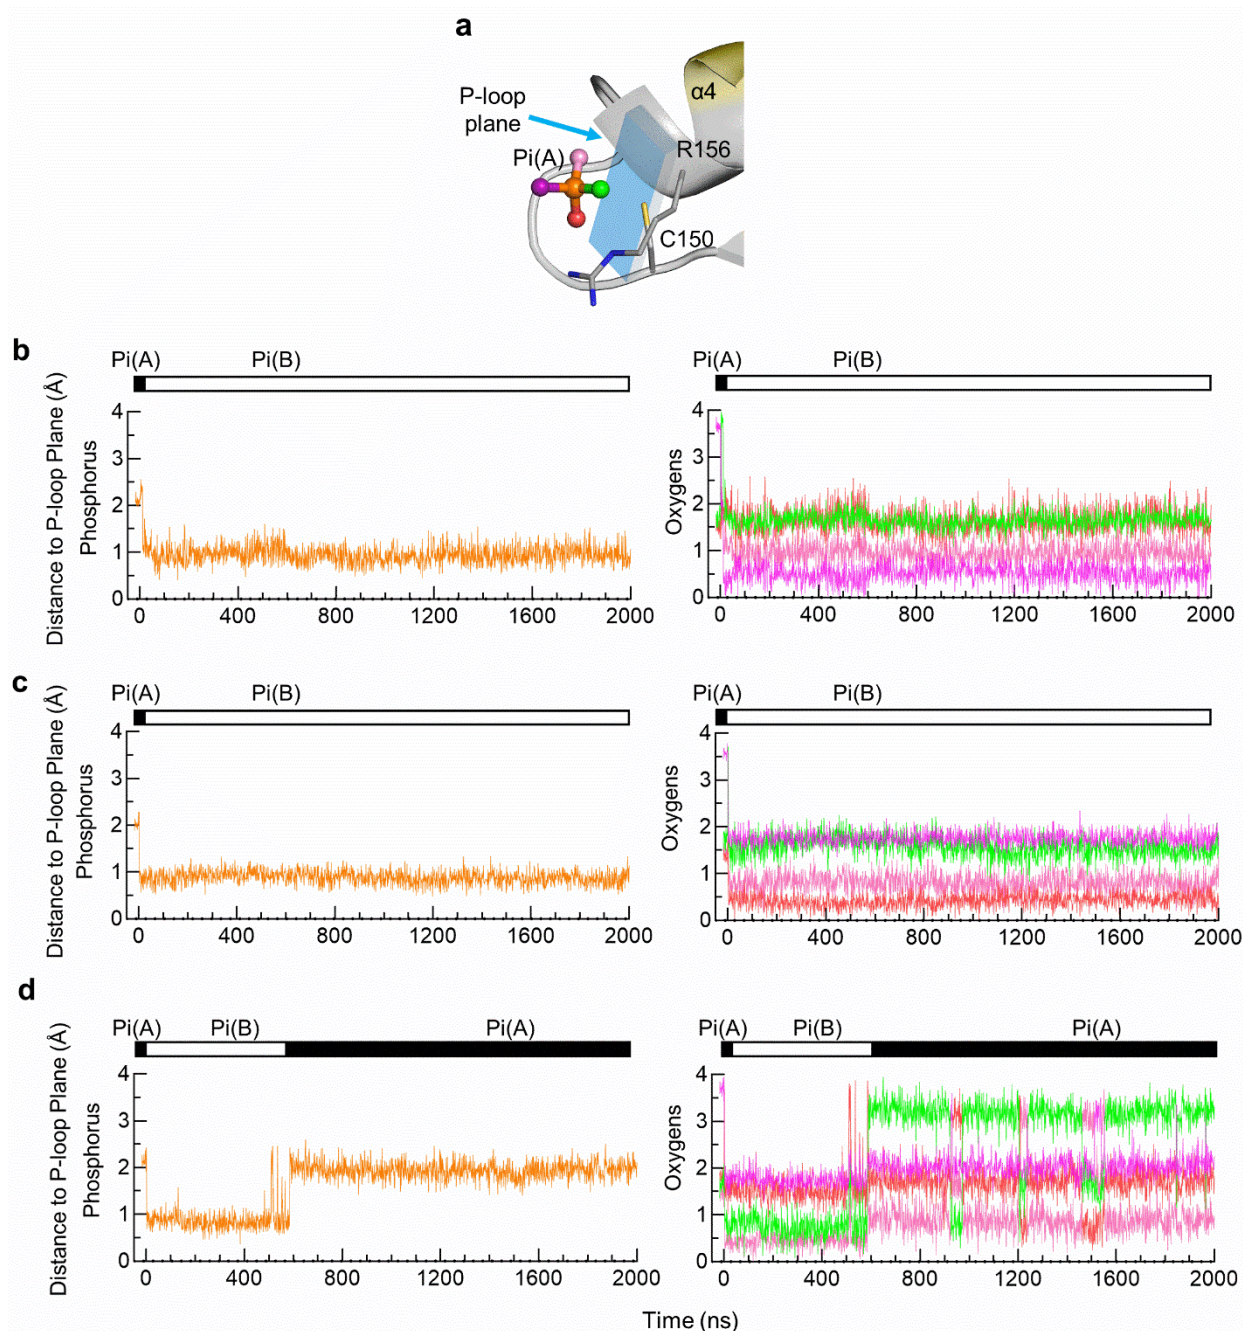 a
P-loop
plane
α4
Pi(A)
R156
C150
b
Pi(A) Pi(B)
Pi(A) Pi(B)
Distance to P-loop Plane (Å)
Phosphorus
4
3
2
1
0
0 400 800 1200 1600 2000
Oxygens
4
3
2
1
0
0 400 800 1200 1600 2000
c
Pi(A) Pi(B)
Pi(A) Pi(B)
Distance to P-loop Plane (Å)
Phosphorus
4
3
2
1
0
0 400 800 1200 1600 2000
Oxygens
4
3
2
1
0
0 400 800 1200 1600 2000
d
Pi(A) Pi(B) Pi(A)
Pi(A) Pi(B) Pi(A)
Distance to P-loop Plane (Å)
Phosphorus
4
3
2
1
0
0 400 800 1200 1600 2000
Oxygens
4
3
2
1
0
0 400 800 1200 1600 2000
Time (ns)